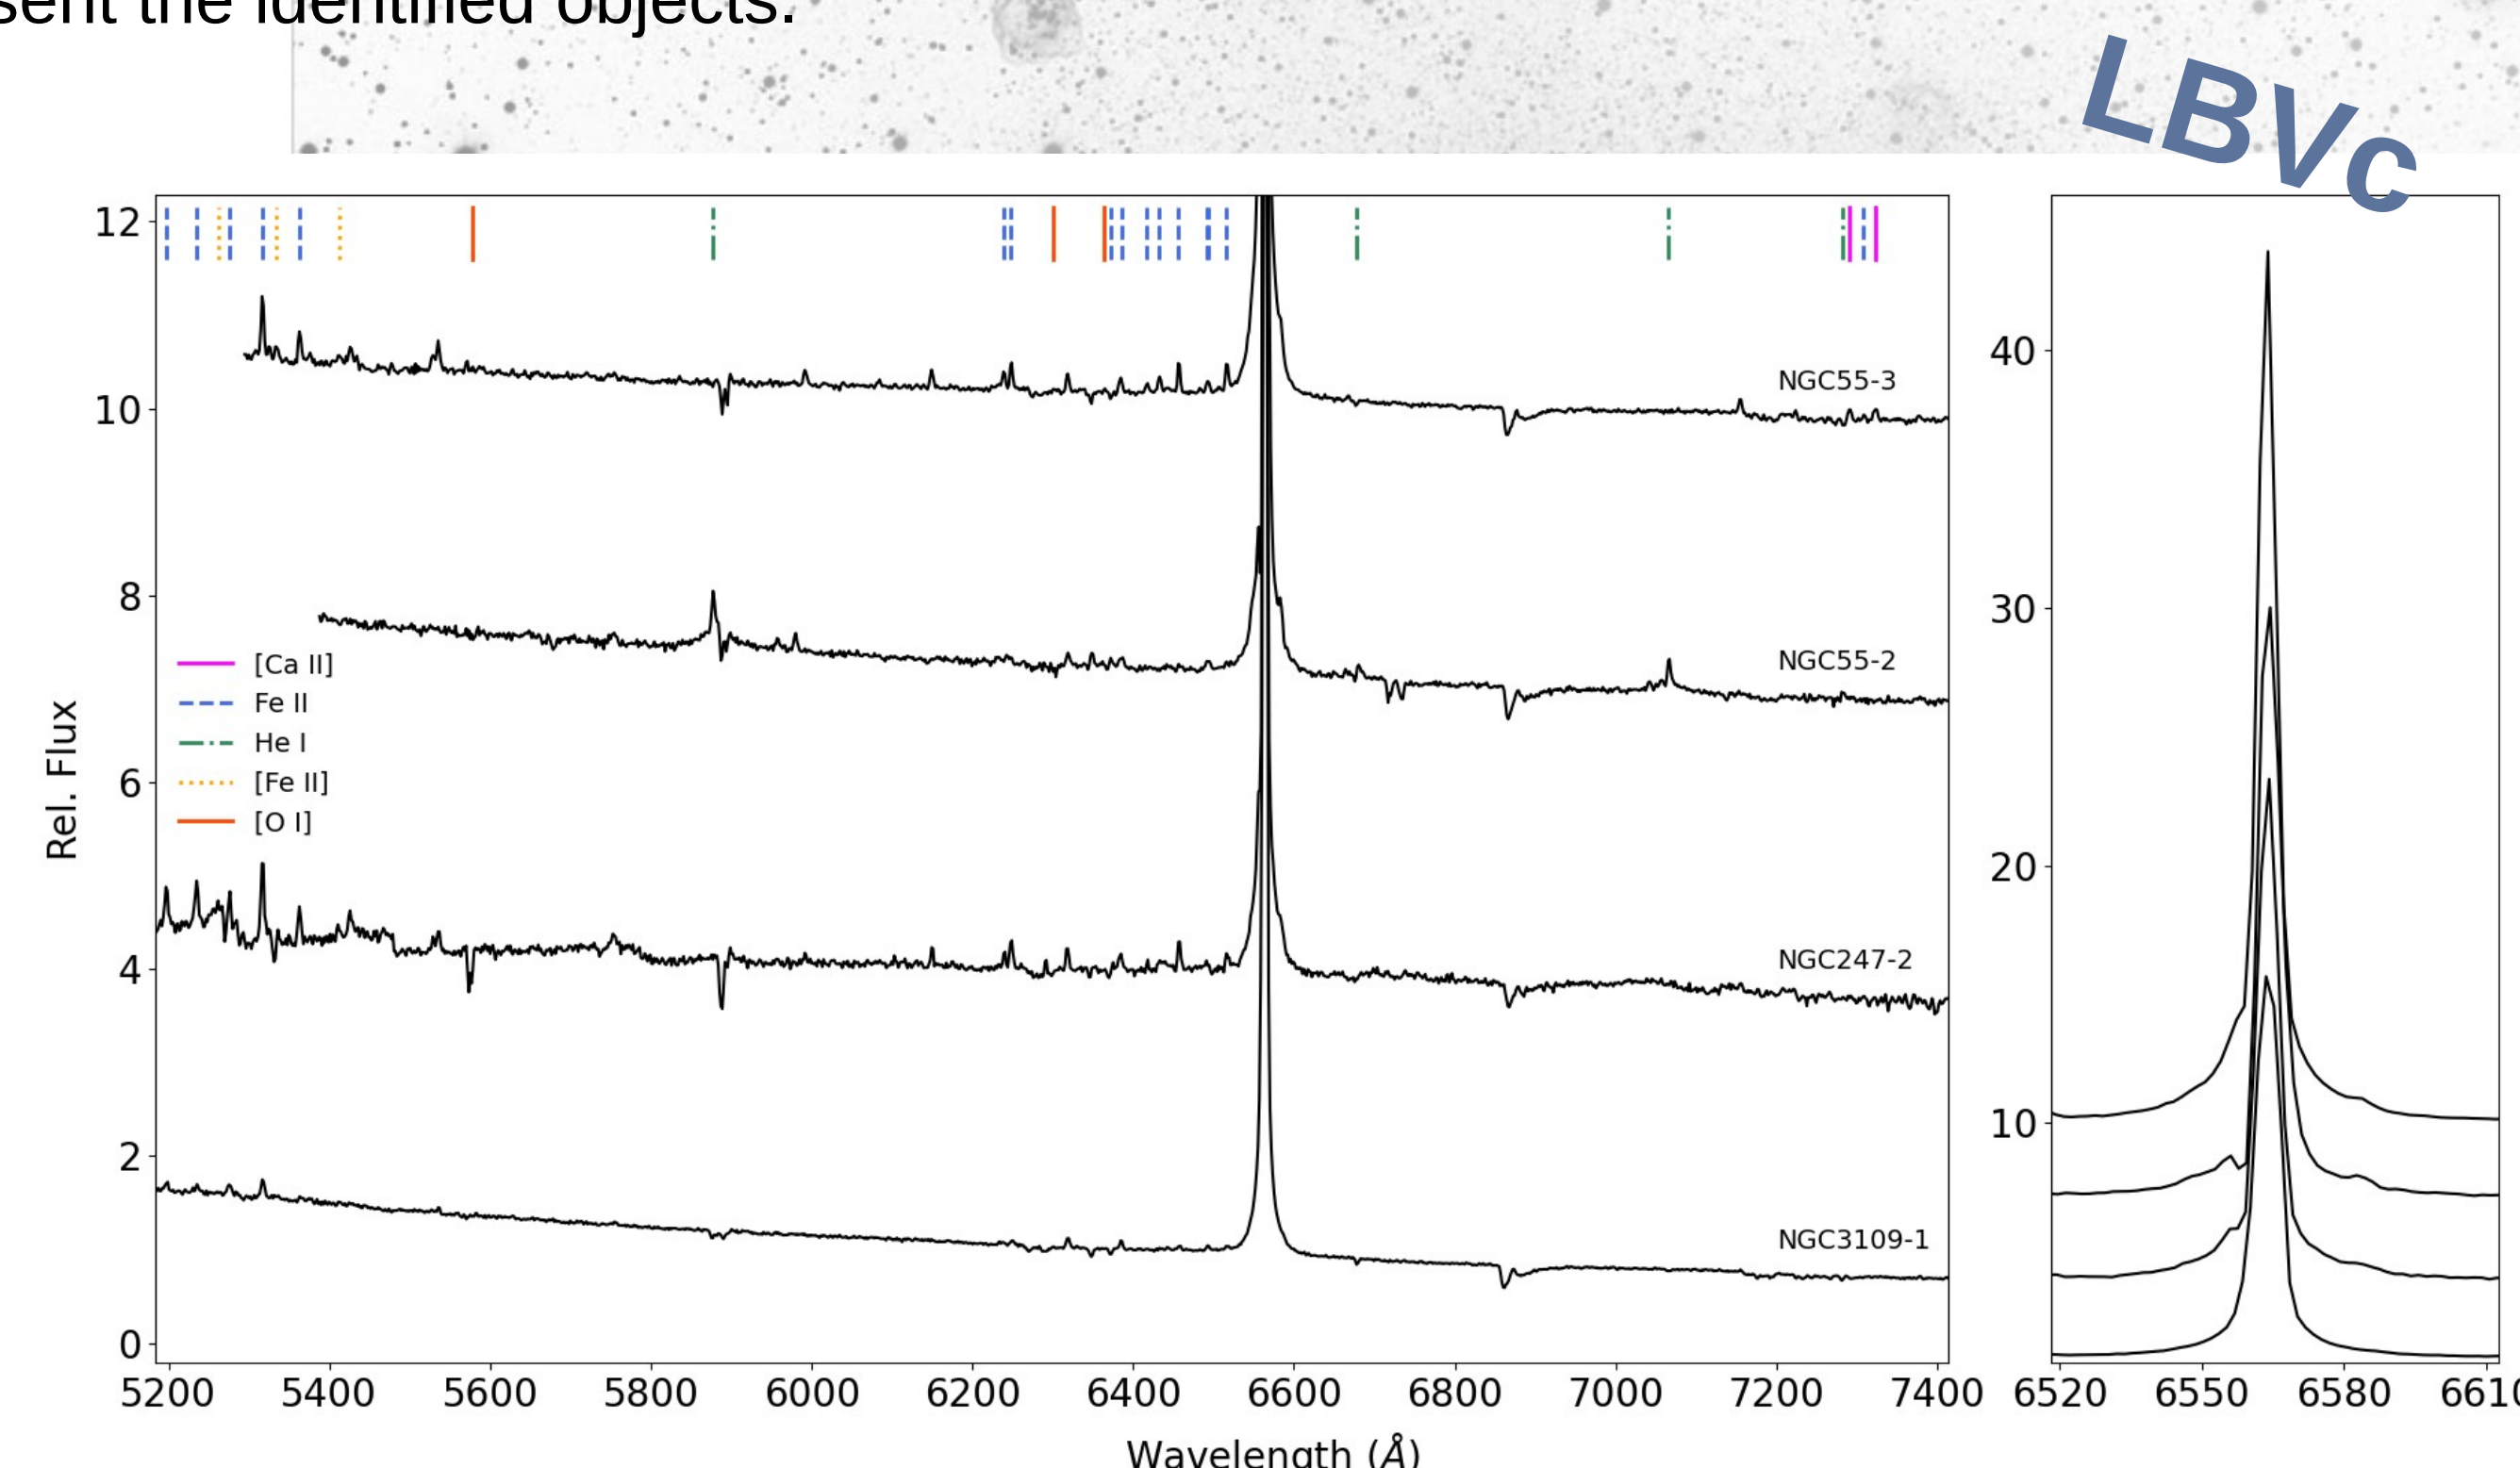 sent the identified objects.
LBVc
12
10
8
6
4
2
0
Rel. Flux
[Ca II]
Fe II
He I
[Fe II]
[O I]
NGC55-3
NGC55-2
NGC247-2
NGC3109-1
5200 5400 5600 5800 6000 6200 6400 6600 6800 7000 7200 7400
40
30
20
10
6520 6550 6580 6610
Wavelength (Å)